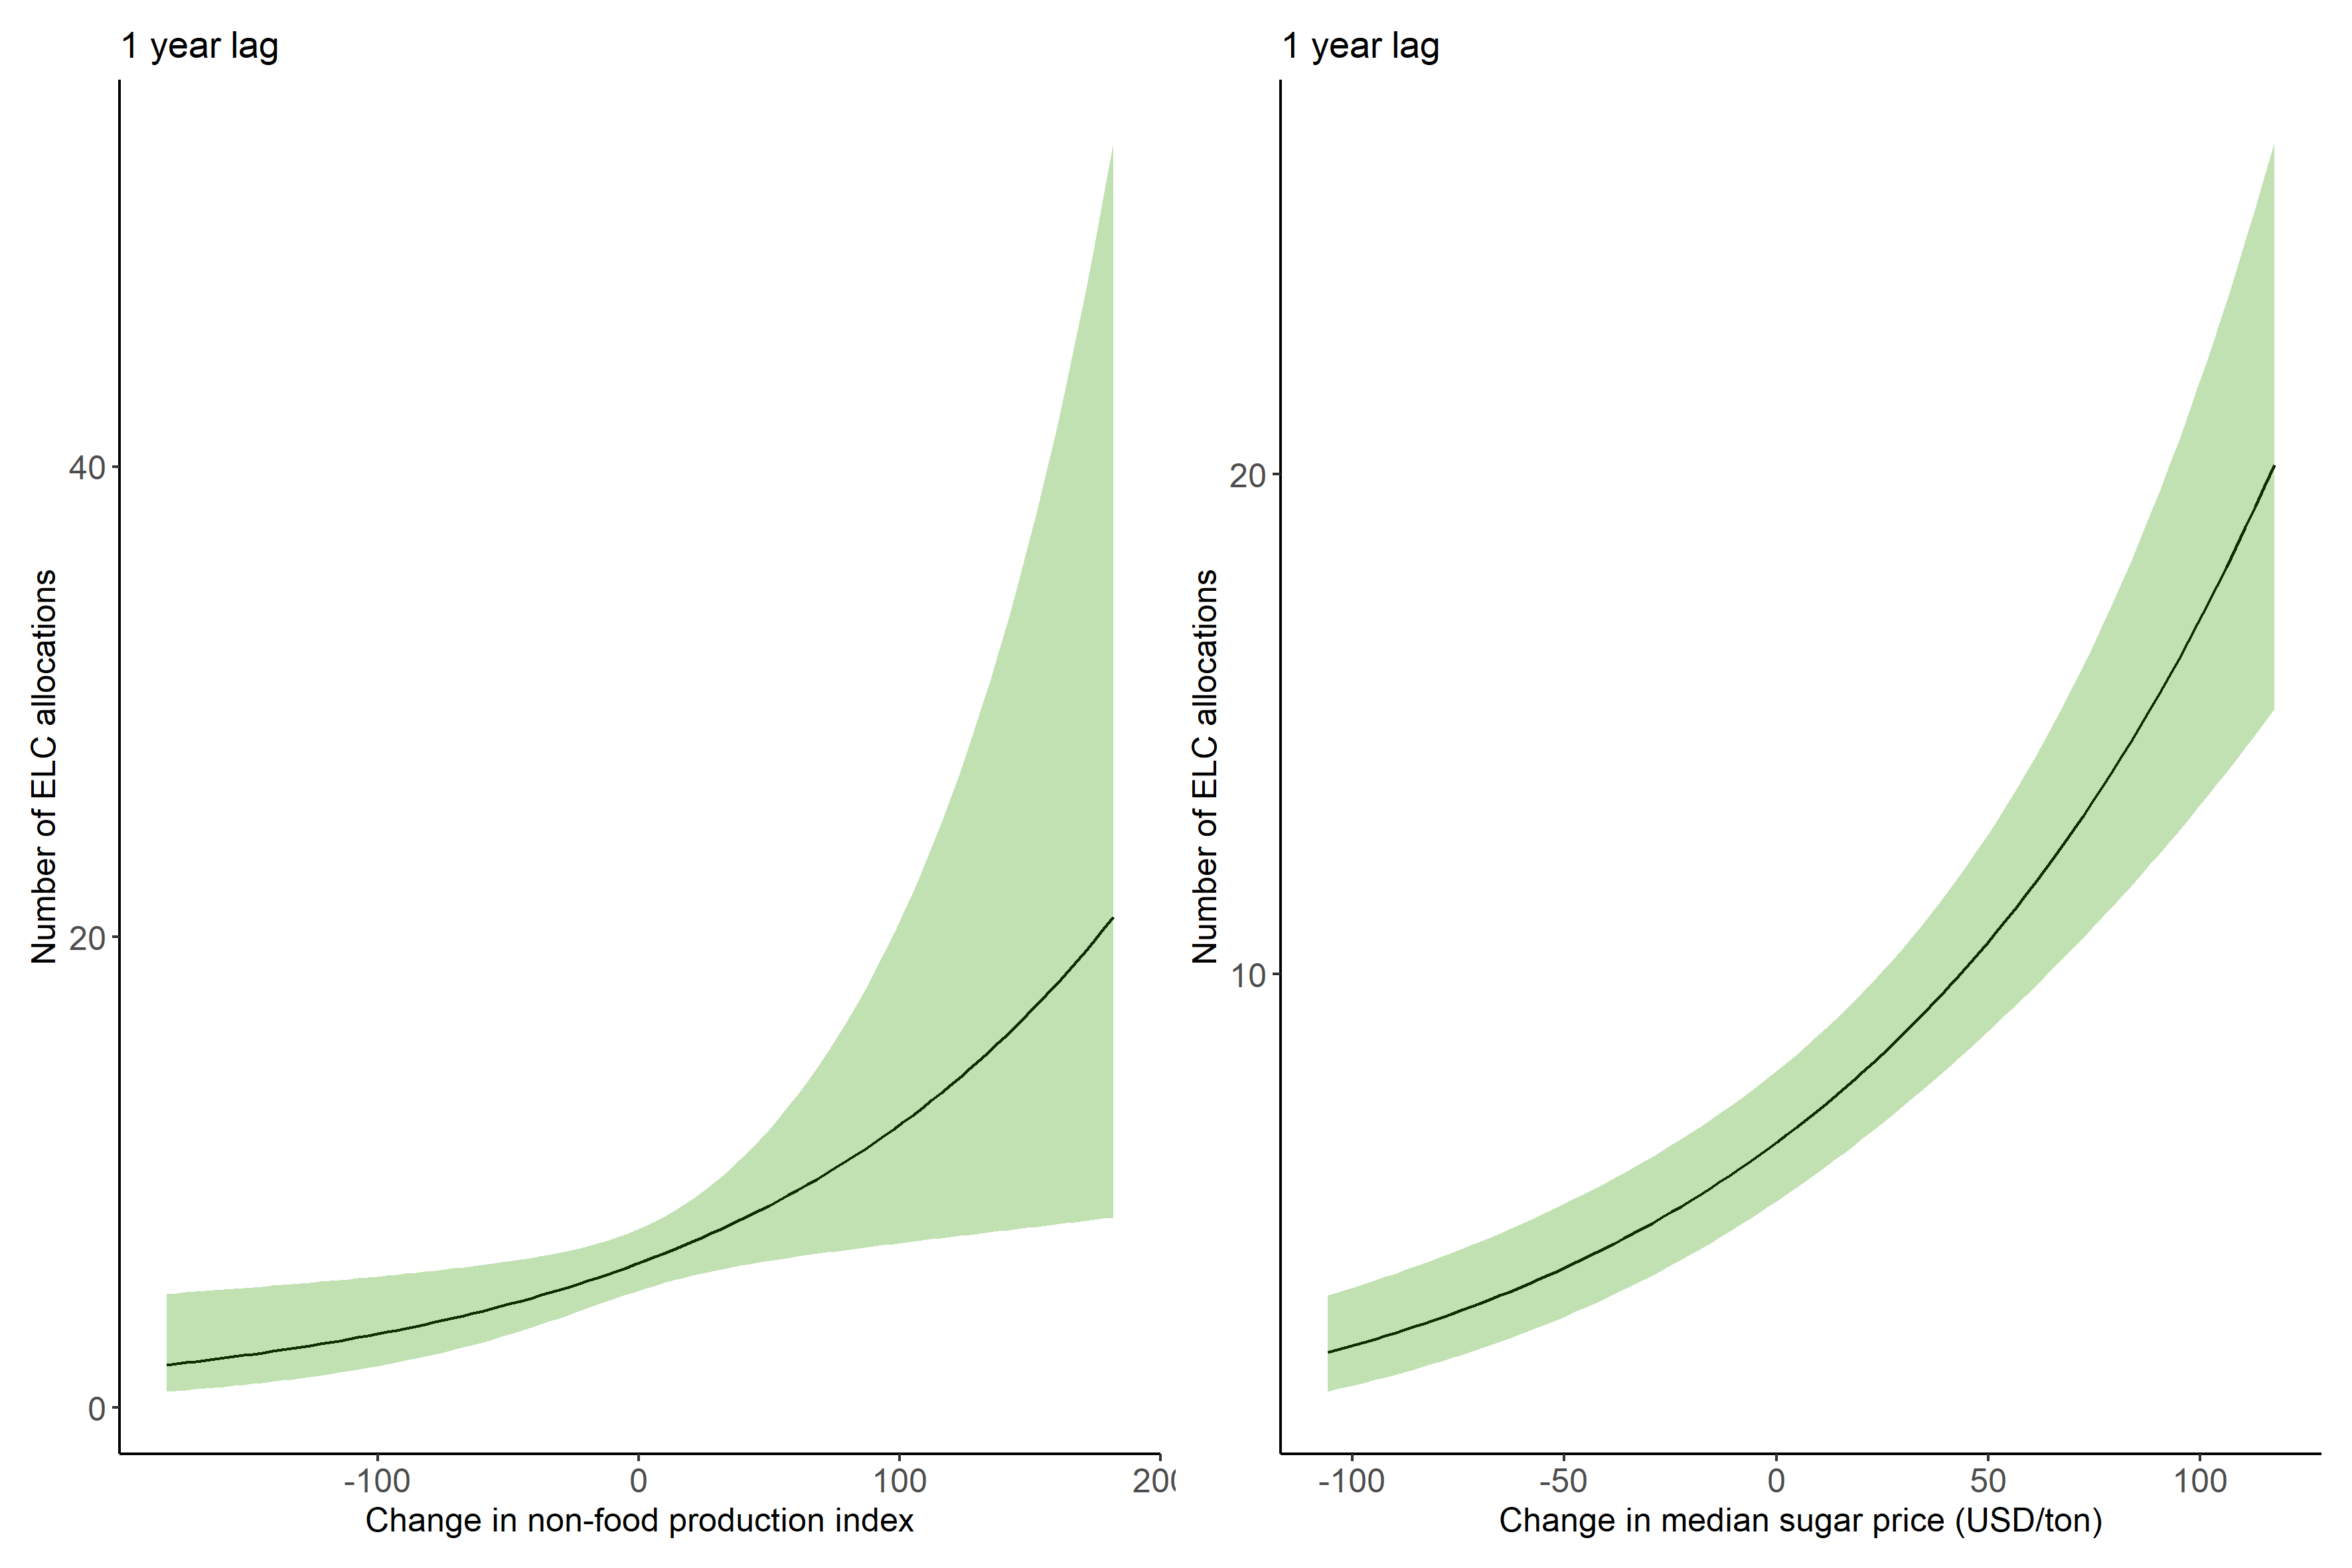 1 year lag
Number of ELC allocations
40
20
0
-100 0 100 200
Change in non-food production index
1 year lag
Number of ELC allocations
20
10
-100 -50 0 50 100
Change in median sugar price (USD/ton)